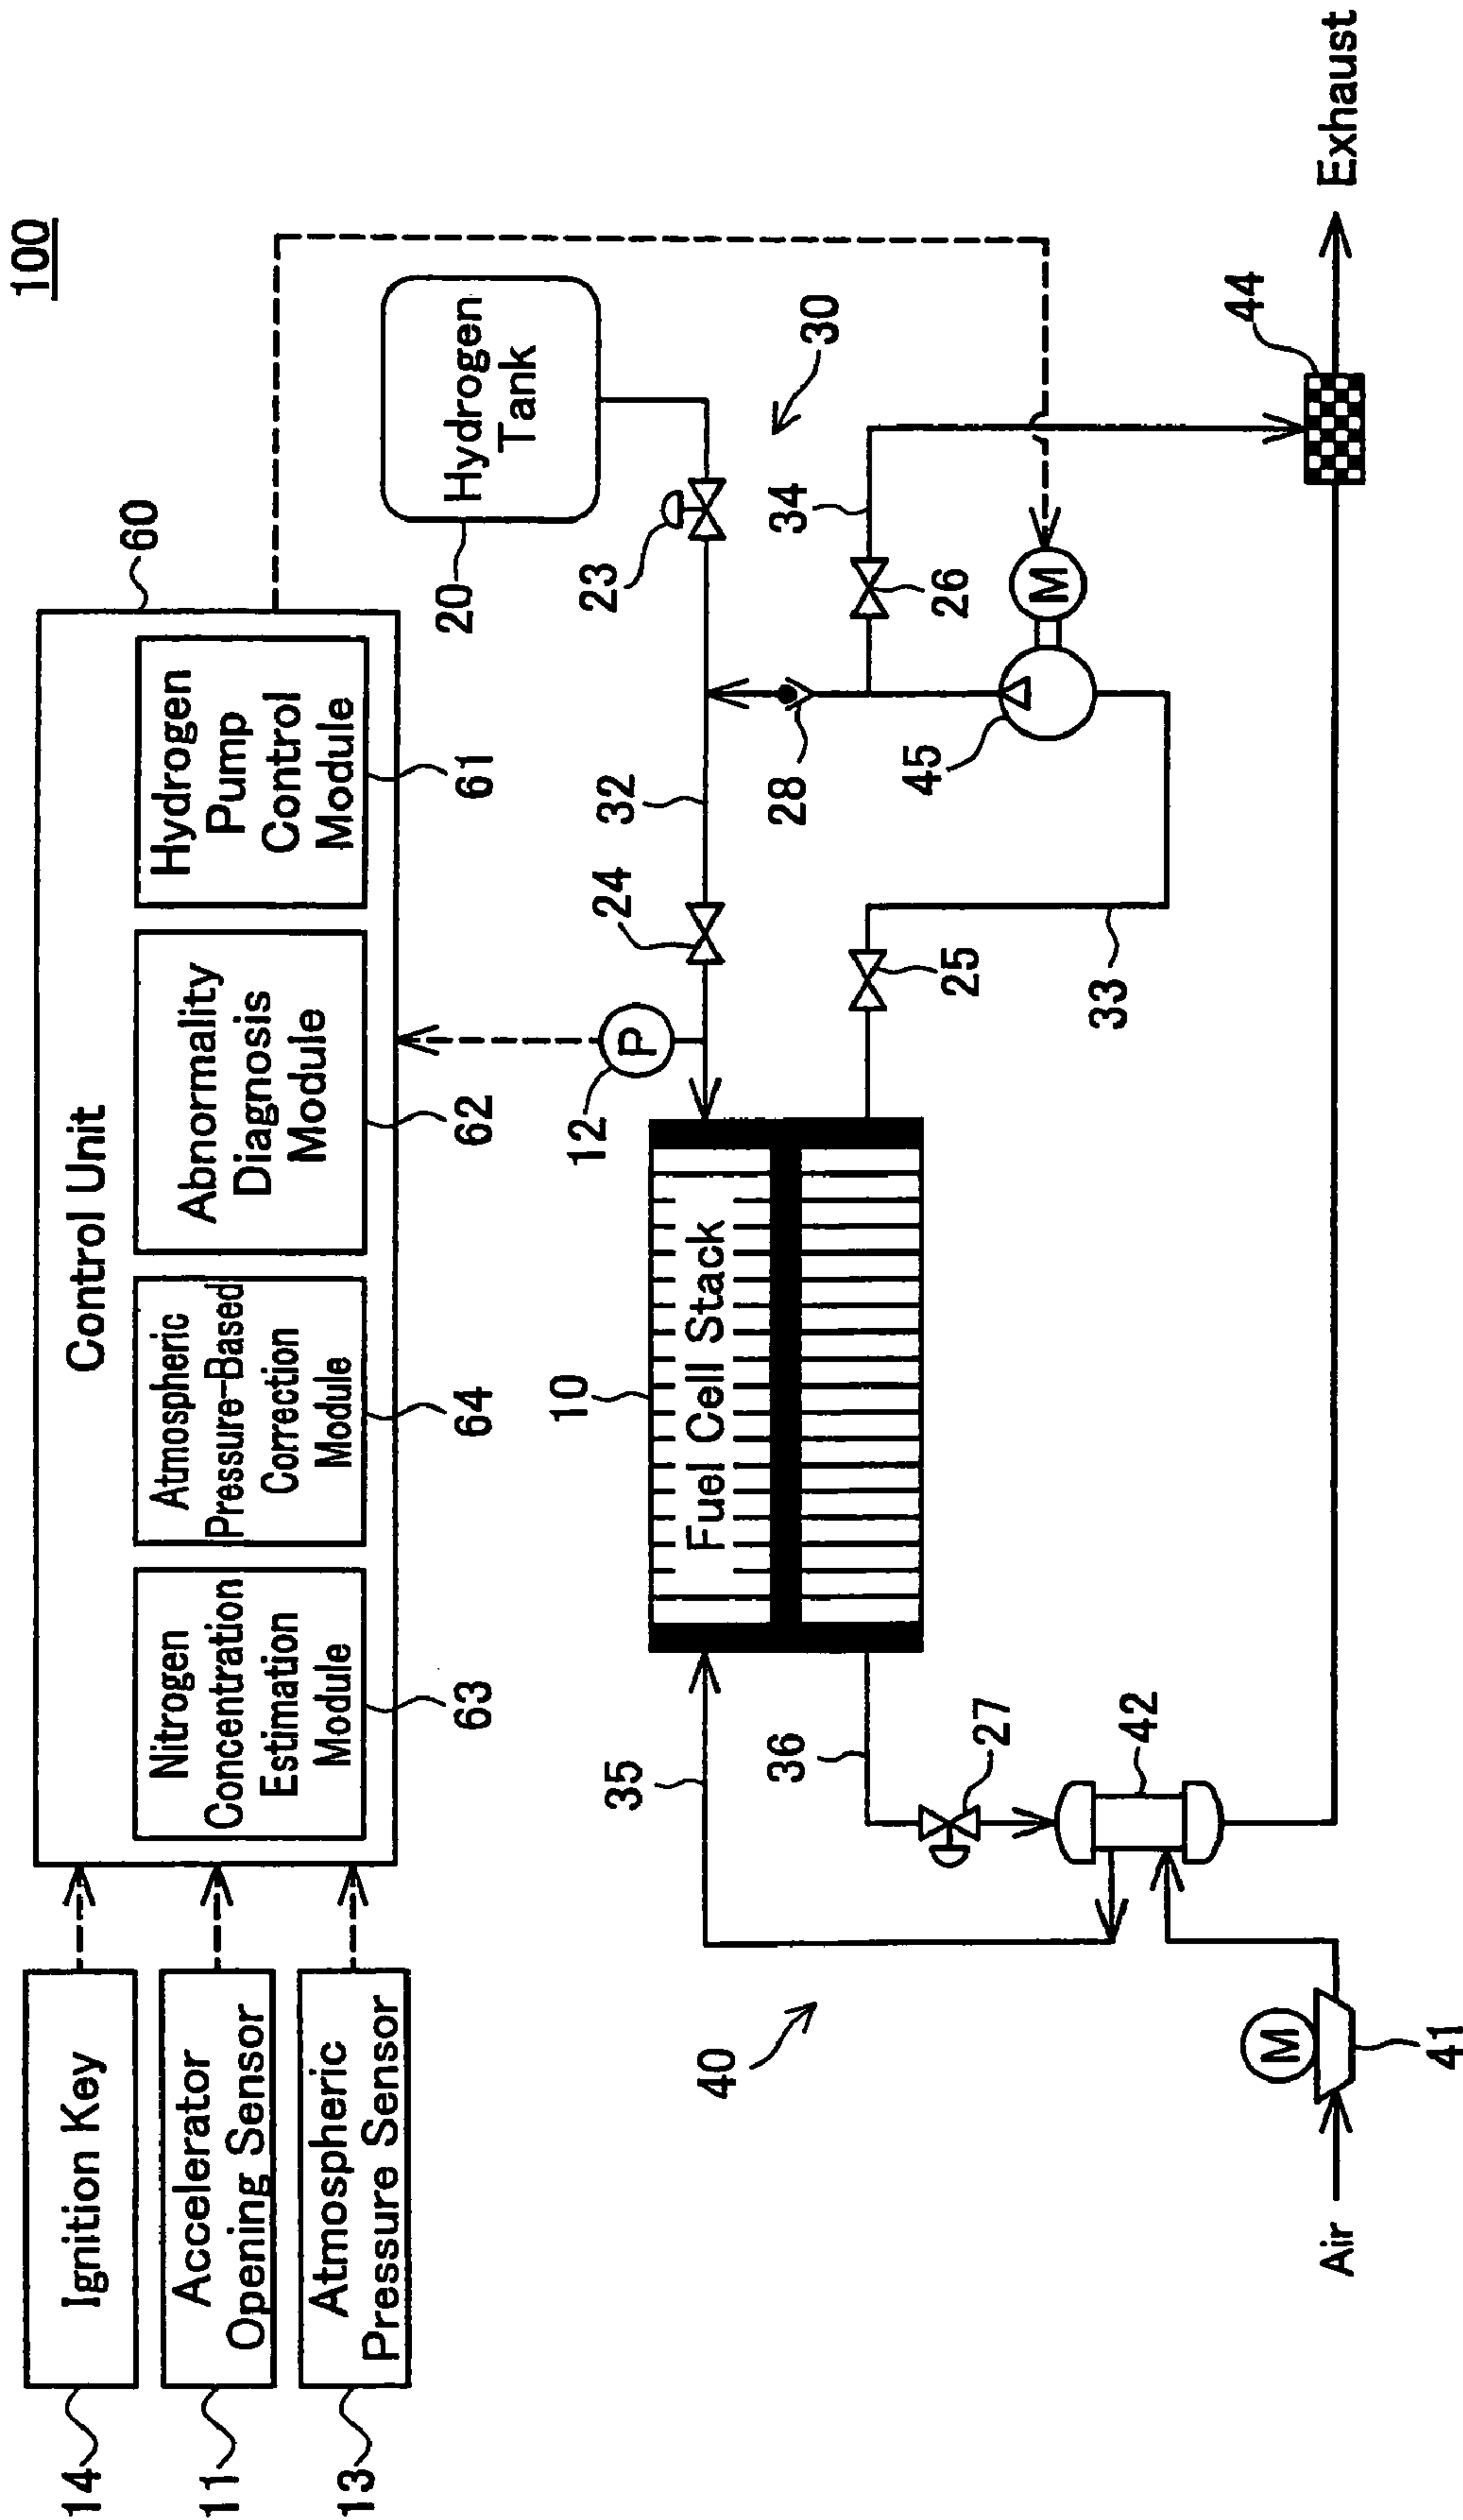 100
Control Unit
60
14
Ignition Key
11
Accelerator
Opening Sensor
13
Atmospheric
Pressure Sensor
Nitrogen
Concentration
Estimation
Module
63
Atmospheric
Pressure-Based
Correction
Module
64
Abnormality
Diagnosis
Module
62
Hydrogen
Pump
Control
Module
61
20
Hydrogen
Tank
10
Fuel Cell Stack
12
P
24
32
23
30
35
36
27
25
33
28
34
26
45
M
40
42
44
M
41
Air
Exhaust